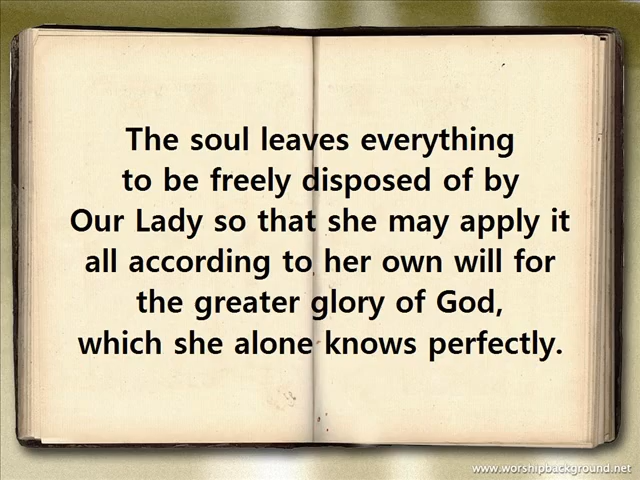 The soul leaves everything
to be freely disposed of by
Our Lady so that she may apply it
all according to her own will for
the greater glory of God,
which she alone knows perfectly.
www.worshipbackground.net